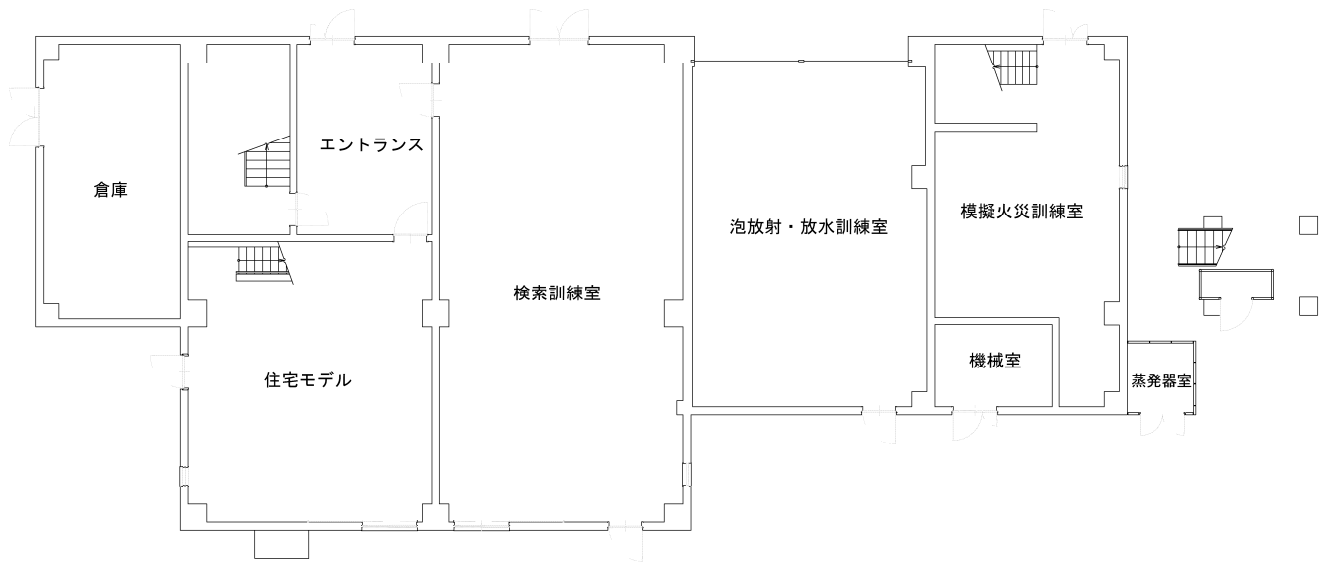 エントランス
倉庫
模擬火災訓練室
泡放射・放水訓練室
検索訓練室
機械室
住宅モデル
蒸発器室